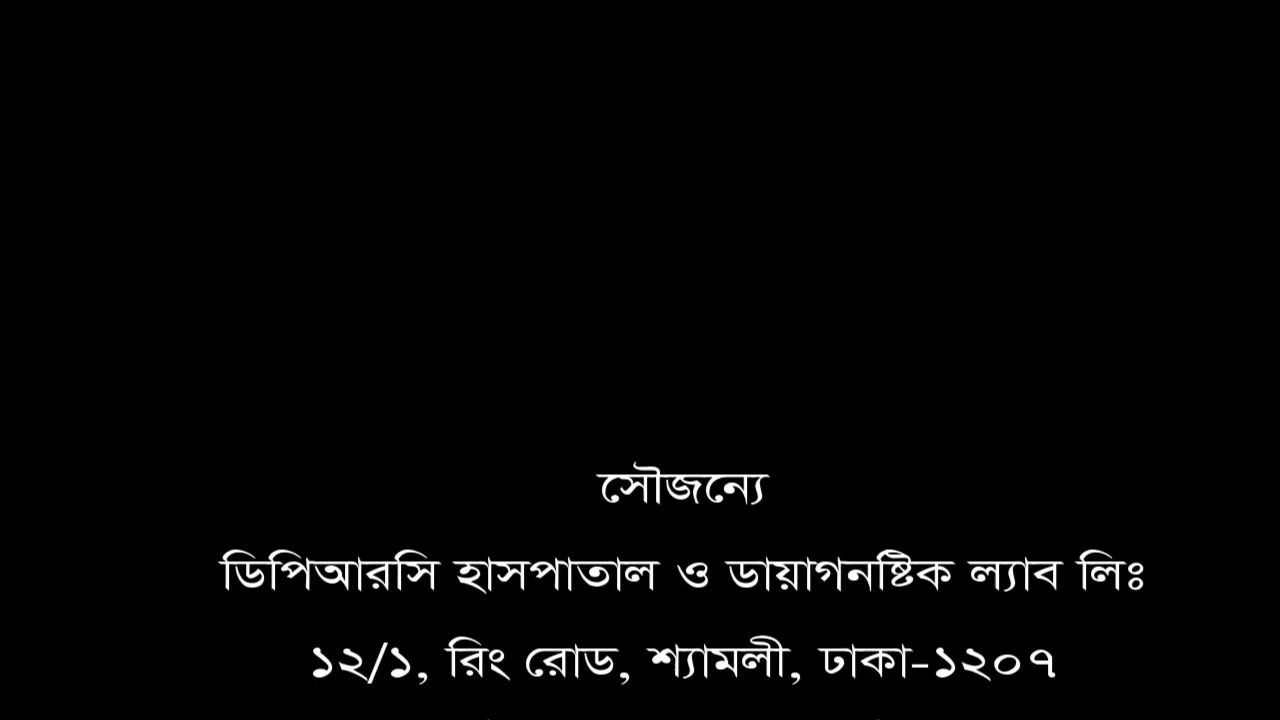 সৌজন্যে
ডিপিআরসি হাসপাতাল ও ডায়াগনষ্টিক ল্যাব লিঃ
১২/১, রিং রোড, শ্যামলী, ঢাকা-১২০৭